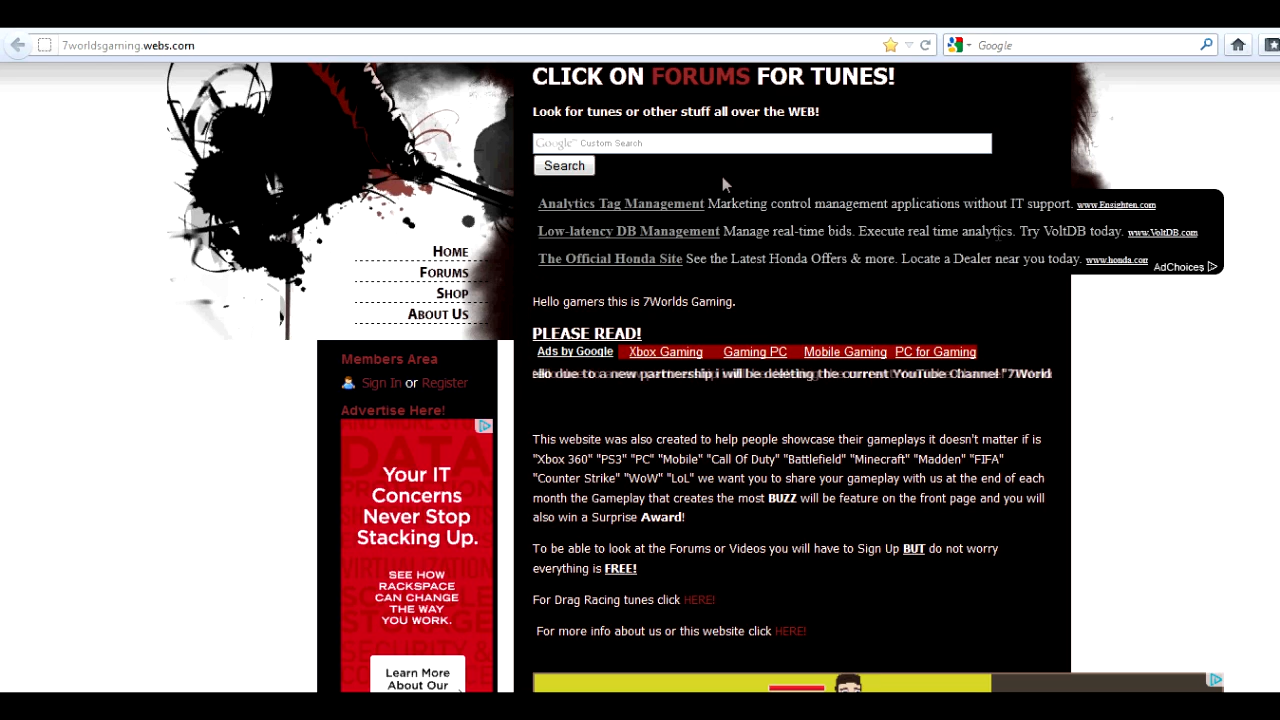 7worldsgaming.webs.com
Google
CLICK ON FORUMS FOR TUNES!
Look for tunes or other stuff all over the WEB!
Google™ Custom Search
Search
Analytics Tag Management Marketing control management applications without IT support. www.Ensighten.com
Low-latency DB Management Manage real-time bids. Execute real time analytics. Try VoltDB today. www.VoltDB.com
The Official Honda Site See the Latest Honda Offers & more. Locate a Dealer near you today. www.honda.com
AdChoices
HOME
FORUMS
SHOP
ABOUT US
Hello gamers this is 7Worlds Gaming.
PLEASE READ!
Ads by Google Xbox Gaming Gaming PC Mobile Gaming PC for Gaming
due to a new partnership i will be deleting the current YouTube Channel "7World
Members Area
Sign In or Register
Advertise Here!
Your IT
Concerns
Never Stop
Stacking Up.
SEE HOW
RACKSPACE
CAN CHANGE
THE WAY
YOU WORK.
Learn More
About Our
This website was also created to help people showcase their gameplays it doesn't matter if is
"Xbox 360" "PS3" "PC" "Mobile" "Call Of Duty" "Battlefield" "Minecraft" "Madden" "FIFA"
"Counter Strike" "WoW" "LoL" we want you to share your gameplay with us at the end of each
month the Gameplay that creates the most BUZZ will be feature on the front page and you will
also win a Surprise Award!
To be able to look at the Forums or Videos you will have to Sign Up BUT do not worry
everything is FREE!
For Drag Racing tunes click HERE!
For more info about us or this website click HERE!